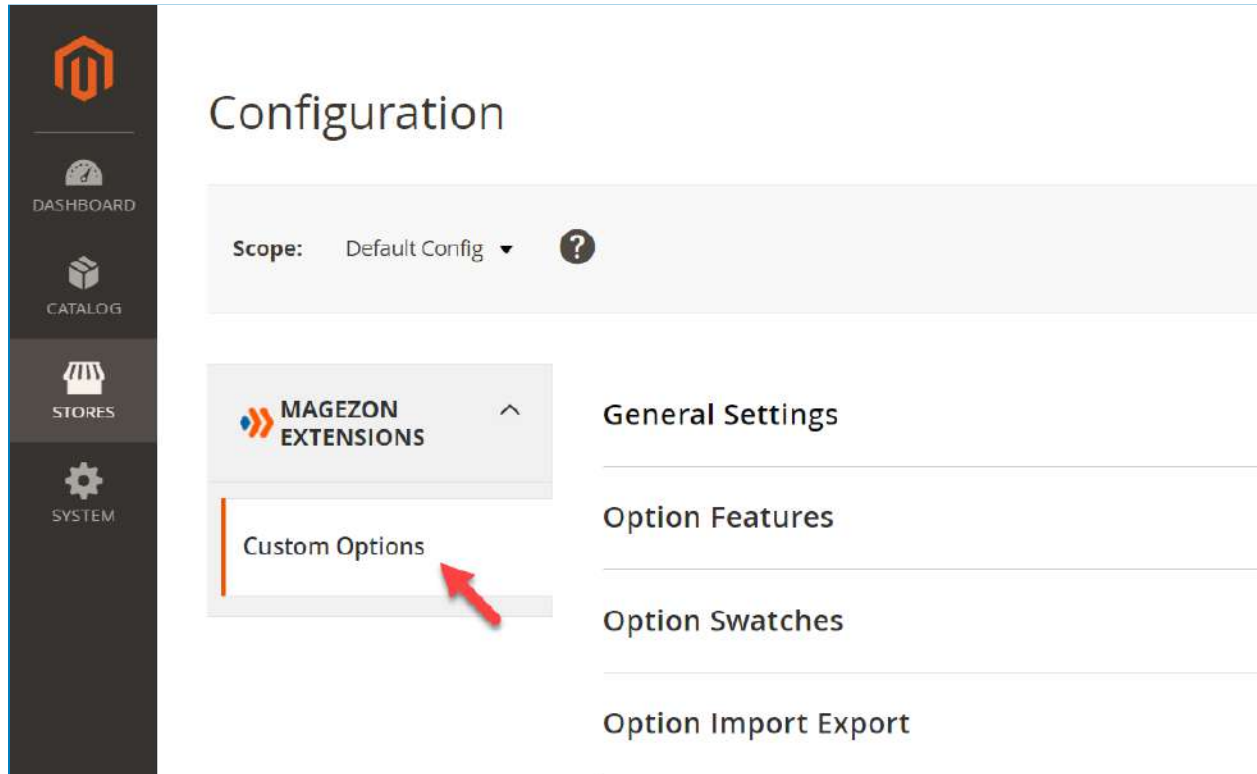 DASHBOARD
CATALOG
STORES
SYSTEM
Configuration
Scope: Default Config ?
MAGEZON
EXTENSIONS
Custom Options
General Settings
Option Features
Option Swatches
Option Import Export